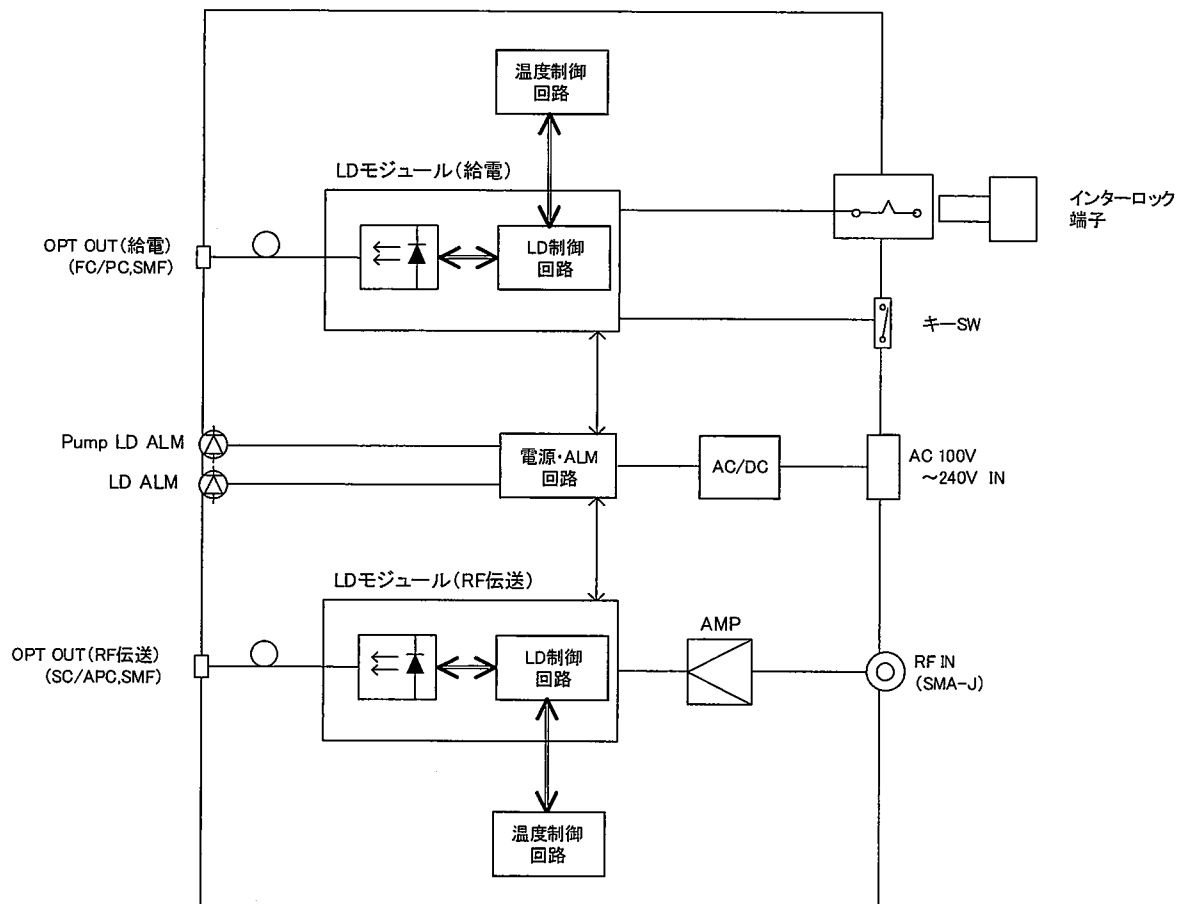 温度制御
回路
LDモジュール(給電)
インターロック
端子
OPT OUT(給電)
(FC/PC,SMF)
LD制御
回路
キーSW
Pump LD ALM
LD ALM
電源・ALM
回路
AC/DC
AC 100V
～240V IN
LDモジュール(RF伝送)
AMP
OPT OUT(RF伝送)
(SC/APC,SMF)
LD制御
回路
RF IN
(SMA-J)
温度制御
回路